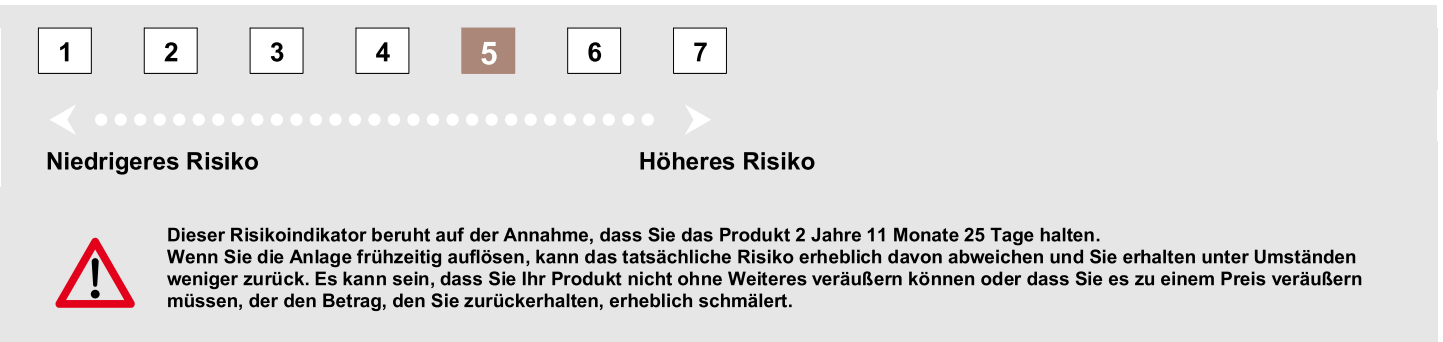 1 2 3 4 5 6 7
Niedrigeres Risiko Höheres Risiko
Dieser Risikoindikator beruht auf der Annahme, dass Sie das Produkt 2 Jahre 11 Monate 25 Tage halten.
Wenn Sie die Anlage frühzeitig auflösen, kann das tatsächliche Risiko erheblich davon abweichen und Sie erhalten unter Umständen
weniger zurück. Es kann sein, dass Sie Ihr Produkt nicht ohne Weiteres veräußern können oder dass Sie es zu einem Preis veräußern
müssen, der den Betrag, den Sie zurückerhalten, erheblich schmälert.